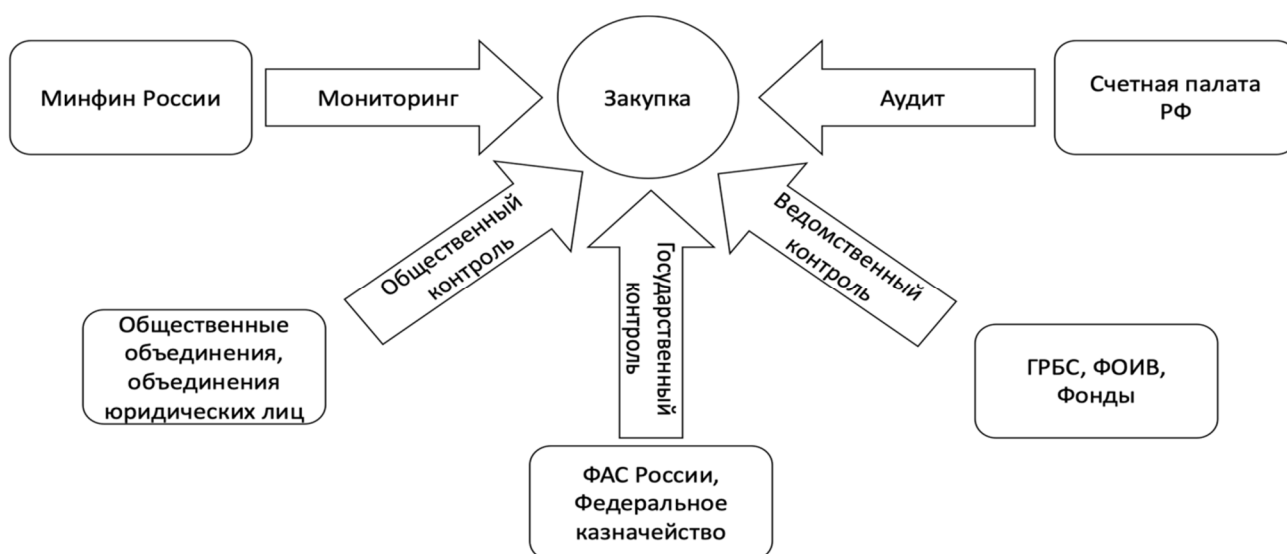 Минфин России
Мониторинг
Закупка
Аудит
Счетная палата
РФ
Общественный
контроль
Государственный
контроль
Ведомственный
контроль
Общественные
объединения,
объединения
юридических лиц
ФАС России,
Федеральное
казначейство
ГРБС, ФОИВ,
Фонды